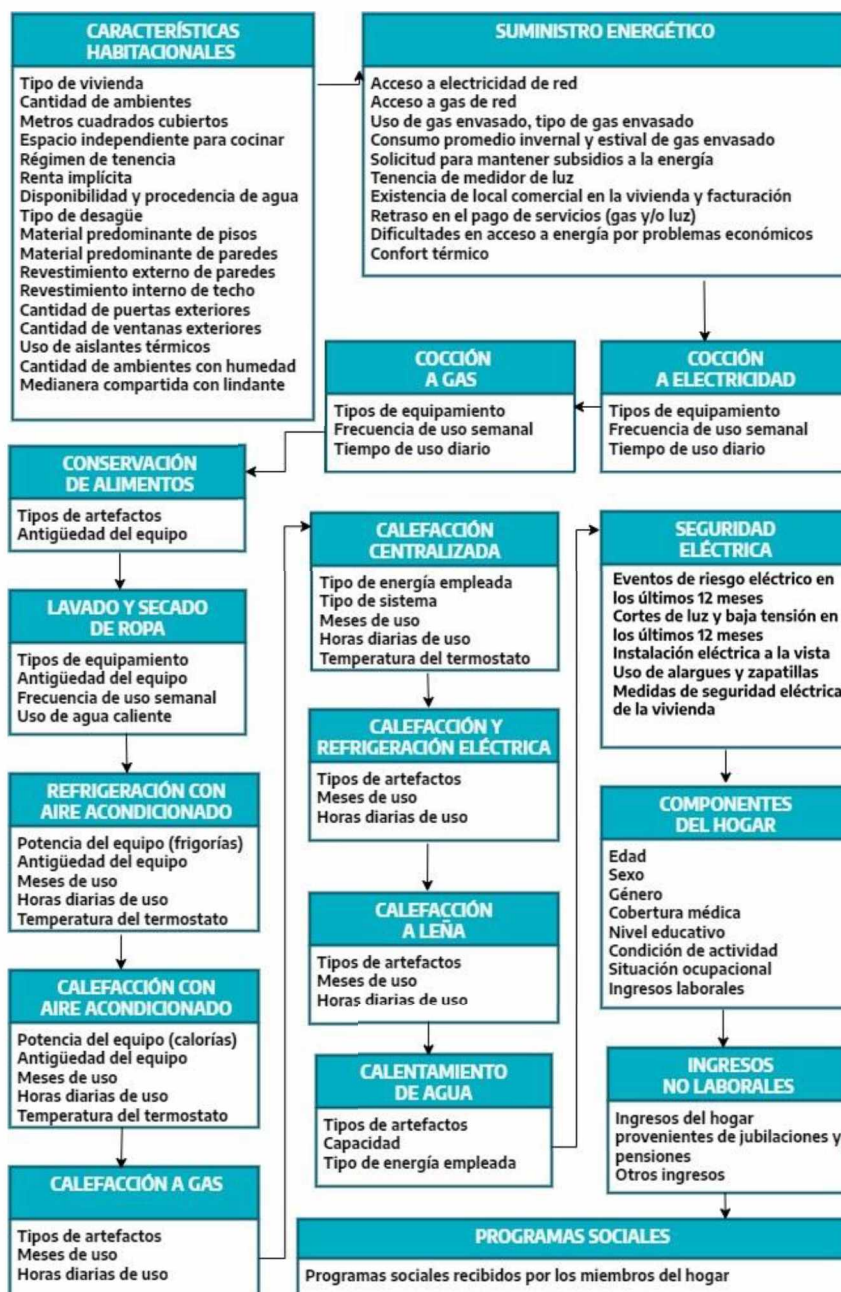 CARACTERÍSTICAS
HABITACIONALES
Tipo de vivienda
Cantidad de ambientes
Metros cuadrados cubiertos
Espacio independiente para cocinar
Régimen de tenencia
Renta implícita
Disponibilidad y procedencia de agua
Tipo de desagüe
Material predominante de pisos
Material predominante de paredes
Revestimiento externo de paredes
Revestimiento interno de techo
Cantidad de puertas exteriores
Cantidad de ventanas exteriores
Uso de aislantes térmicos
Cantidad de ambientes con humedad
Medianera compartida con lindante
SUMINISTRO ENERGÉTICO
Acceso a electricidad de red
Acceso a gas de red
Uso de gas envasado, tipo de gas envasado
Consumo promedio invernal y estival de gas envasado
Solicitud para mantener subsidios a la energía
Tenencia de medidor de luz
Existencia de local comercial en la vivienda y facturación
Retraso en el pago de servicios (gas y/o luz)
Dificultades en acceso a energía por problemas económicos
Confort térmico
COCCIÓN
A ELECTRICIDAD
Tipos de equipamiento
Frecuencia de uso semanal
Tiempo de uso diario
COCCIÓN
A GAS
Tipos de equipamiento
Frecuencia de uso semanal
Tiempo de uso diario
CONSERVACIÓN
DE ALIMENTOS
Tipos de artefactos
Antigüedad del equipo
LAVADO Y SECADO
DE ROPA
Tipos de equipamiento
Antigüedad del equipo
Frecuencia de uso semanal
Uso de agua caliente
REFRIGERACIÓN CON
AIRE ACONDICIONADO
Potencia del equipo (frigorías)
Antigüedad del equipo
Meses de uso
Horas diarias de uso
Temperatura del termostato
CALEFACCIÓN CON
AIRE ACONDICIONADO
Potencia del equipo (calorías)
Antigüedad del equipo
Meses de uso
Horas diarias de uso
Temperatura del termostato
CALEFACCIÓN A GAS
Tipos de artefactos
Meses de uso
Horas diarias de uso
CALEFACCIÓN
CENTRALIZADA
Tipo de energía empleada
Tipo de sistema
Meses de uso
Horas diarias de uso
Temperatura del termostato
CALEFACCIÓN Y
REFRIGERACIÓN ELÉCTRICA
Tipos de artefactos
Meses de uso
Horas diarias de uso
CALEFACCIÓN
A LEÑA
Tipos de artefactos
Meses de uso
Horas diarias de uso
CALENTAMIENTO
DE AGUA
Tipos de artefactos
Capacidad
Tipo de energía empleada
SEGURIDAD
ELÉCTRICA
Eventos de riesgo eléctrico en
los últimos 12 meses
Cortes de luz y baja tensión en
los últimos 12 meses
Instalación eléctrica a la vista
Uso de alargues y zapatillas
Medidas de seguridad eléctrica
de la vivienda
COMPONENTES
DEL HOGAR
Edad
Sexo
Género
Cobertura médica
Nivel educativo
Condición de actividad
Situación ocupacional
Ingresos laborales
INGRESOS
NO LABORALES
Ingresos del hogar
provenientes de jubilaciones y
pensiones
Otros ingresos
PROGRAMAS SOCIALES
Programas sociales recibidos por los miembros del hogar